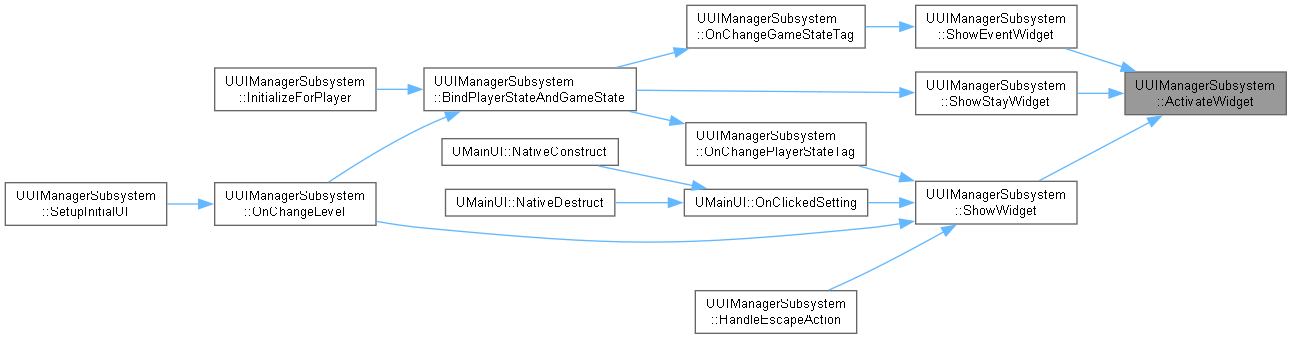 UUIManagerSubsystem
::OnChangeGameStateTag
UUIManagerSubsystem
::ShowEventWidget
UUIManagerSubsystem
::InitializeForPlayer
UUIManagerSubsystem
::BindPlayerStateAndGameState
UUIManagerSubsystem
::ShowStayWidget
UUIManagerSubsystem
::ActivateWidget
UMainUI::NativeConstruct
UUIManagerSubsystem
::OnChangePlayerStateTag
UUIManagerSubsystem
::SetupInitialUI
UUIManagerSubsystem
::OnChangeLevel
UMainUI::NativeDestruct
UMainUI::OnClickedSetting
UUIManagerSubsystem
::ShowWidget
UUIManagerSubsystem
::HandleEscapeAction